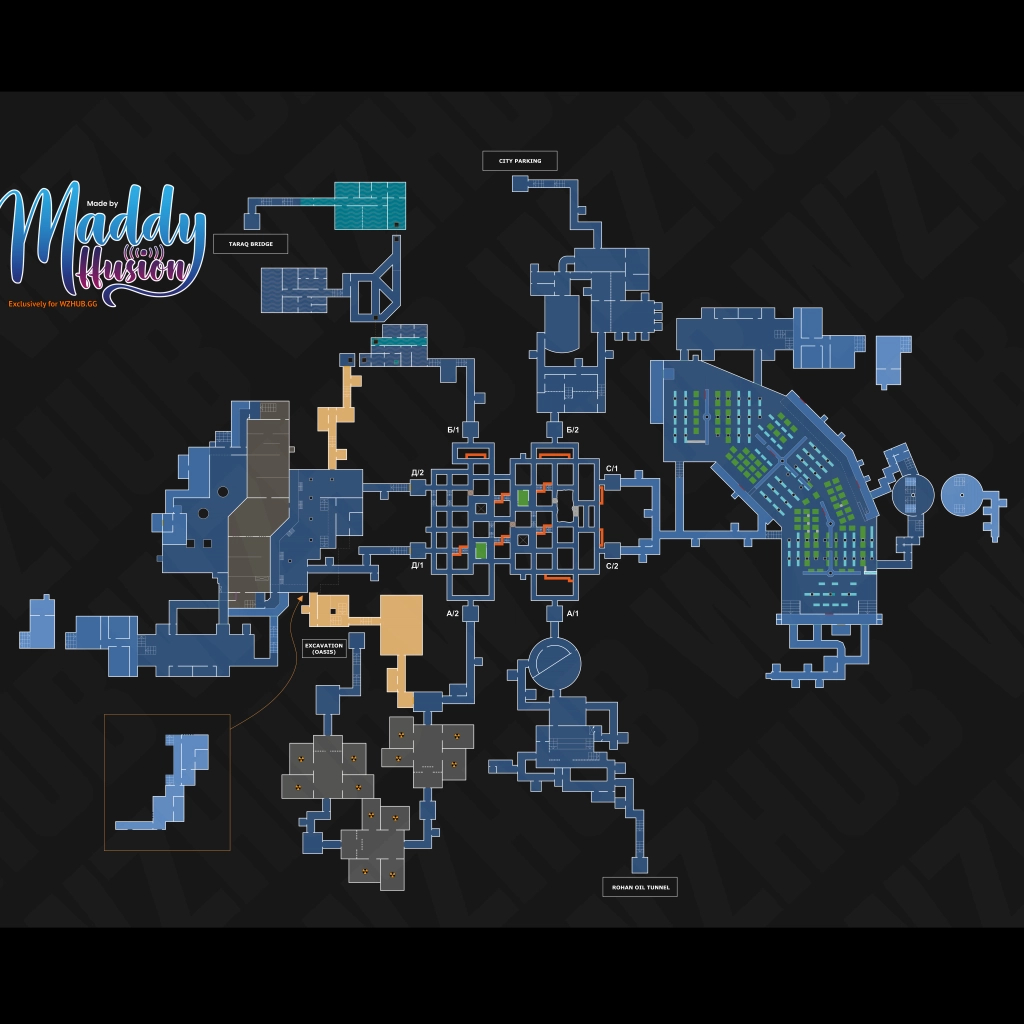 CITY PARKING
Made by
Maddy
ffusion
Exclusively for WZHUB.GG
TARAQ BRIDGE
Б/1
Б/2
Д/2
С/1
Д/1
С/2
А/2
А/1
EXCAVATION
(OASIS)
ROHAN OIL TUNNEL